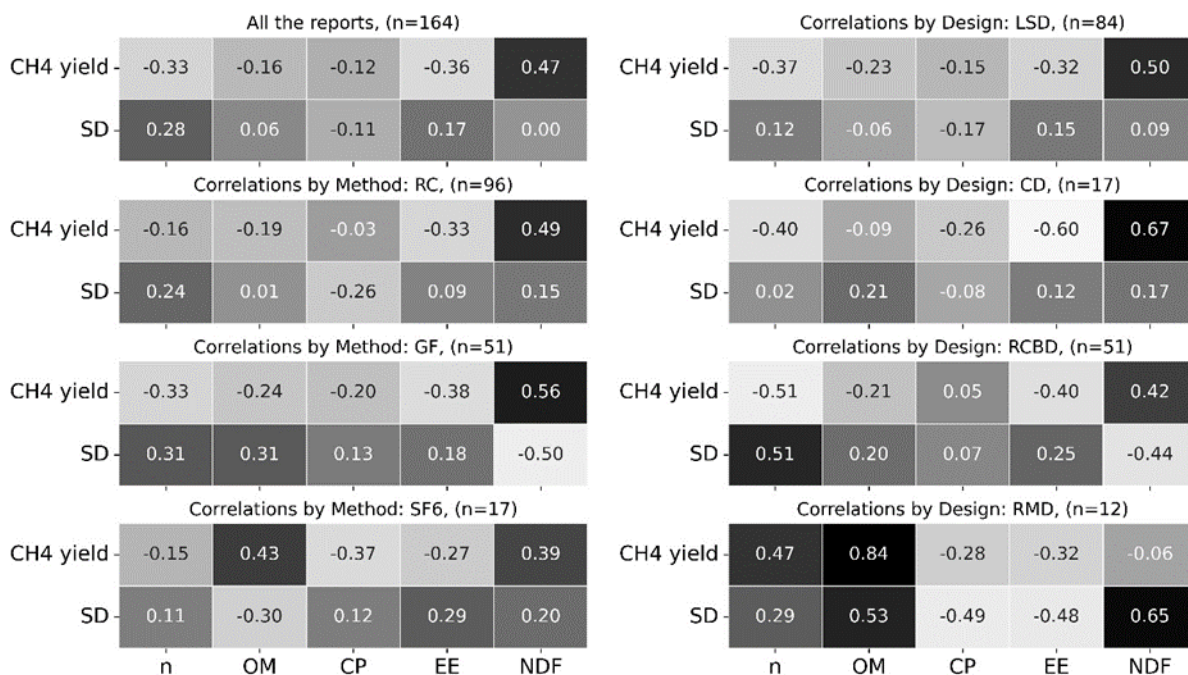 All the reports, (n=164)
CH4 yield -0.33 -0.16 -0.12 -0.36 0.47
SD 0.28 0.06 -0.11 0.17 0.00
Correlations by Method: RC, (n=96)
CH4 yield -0.16 -0.19 -0.03 -0.33 0.49
SD 0.24 0.01 -0.26 0.09 0.15
Correlations by Method: GF, (n=51)
CH4 yield -0.33 -0.24 -0.20 -0.38 0.56
SD 0.31 0.31 0.13 0.18 -0.50
Correlations by Method: SF6, (n=17)
CH4 yield -0.15 0.43 -0.37 -0.27 0.39
SD 0.11 -0.30 0.12 0.29 0.20
n OM CP EE NDF
Correlations by Design: LSD, (n=84)
CH4 yield -0.37 -0.23 -0.15 -0.32 0.50
SD 0.12 -0.06 -0.17 0.15 0.09
Correlations by Design: CD, (n=17)
CH4 yield -0.40 -0.09 -0.26 -0.60 0.67
SD 0.02 0.21 -0.08 0.12 0.17
Correlations by Design: RCBD, (n=51)
CH4 yield -0.51 -0.21 0.05 -0.40 0.42
SD 0.51 0.20 0.07 0.25 -0.44
Correlations by Design: RMD, (n=12)
CH4 yield 0.47 0.84 -0.28 -0.32 -0.06
SD 0.29 0.53 -0.49 -0.48 0.65
n OM CP EE NDF